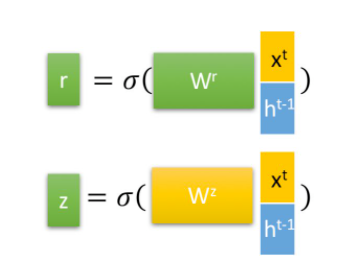 r = σ( Wʳ xᵗ hᵗ⁻¹ )
z = σ( Wᶻ xᵗ hᵗ⁻¹ )